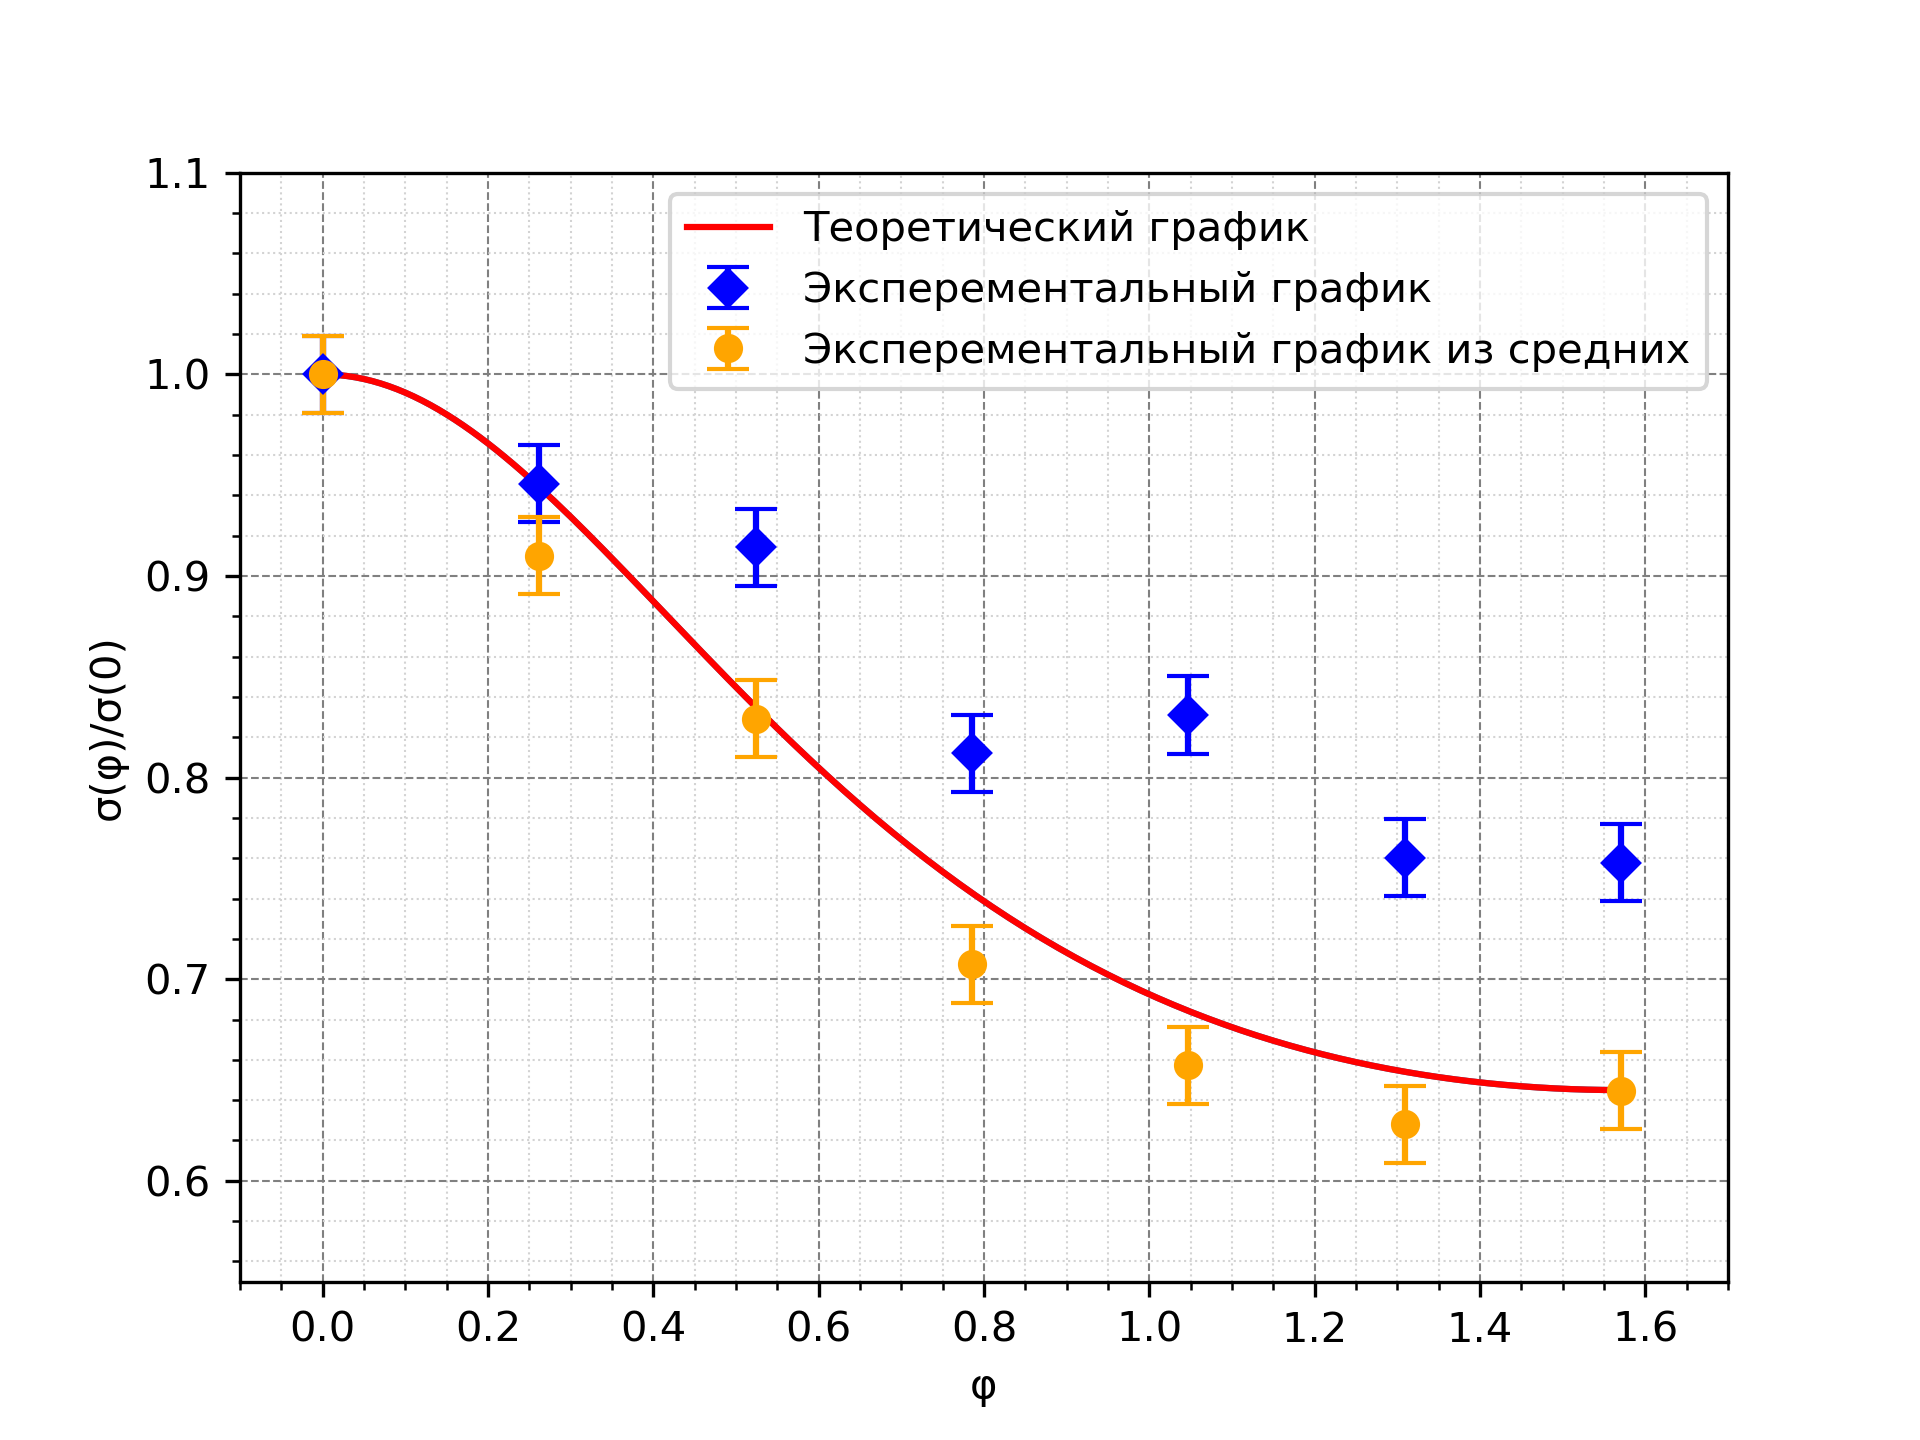 1.1
1.0
0.9
0.8
0.7
0.6
σ(φ)/σ(0)
Теоретический график
Эксперементальный график
Эксперементальный график из средних
0.0 0.2 0.4 0.6 0.8 1.0 1.2 1.4 1.6
φ